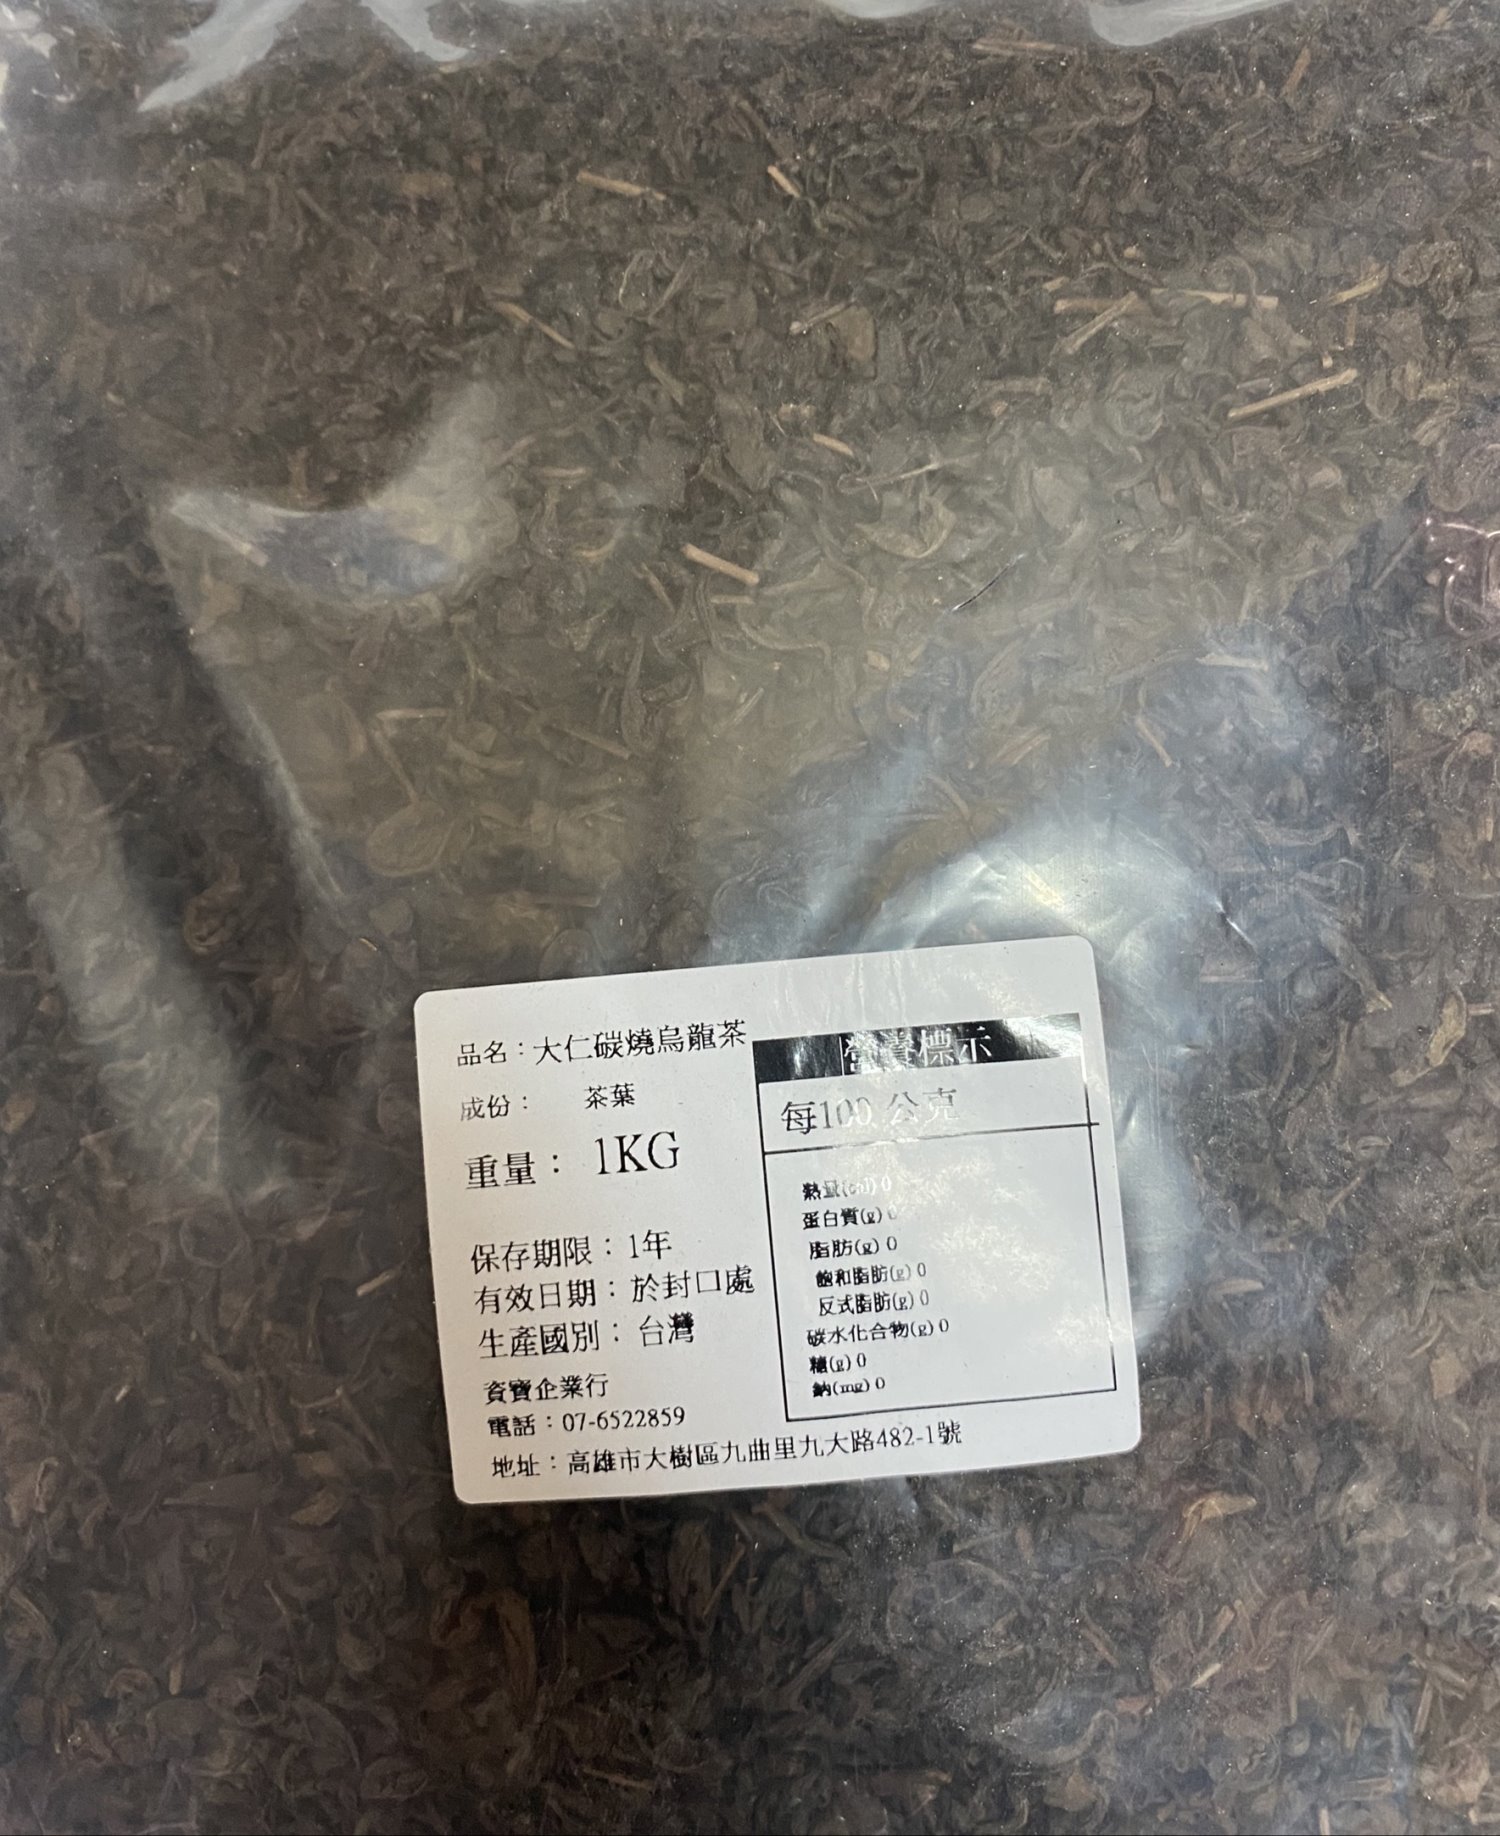 品名：大仁碳燒烏龍茶
成份： 茶葉
重量： 1KG
保存期限：1年
有效日期：於封口處
生產國別：台灣
資寶企業行
電話：07-6522859
地址：高雄市大樹區九曲里九大路482-1號
營養標示
每100 公克
熱量(cal) 0
蛋白質(g) 0
脂肪(g) 0
飽和脂肪(g) 0
反式脂肪(g) 0
碳水化合物(g) 0
糖(g) 0
鈉(mg) 0